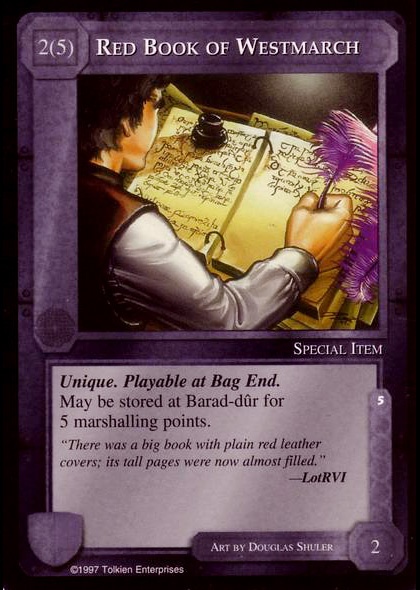 2(5) RED BOOK OF WESTMARCH
SPECIAL ITEM
Unique. Playable at Bag End.
May be stored at Barad-dûr for
5 marshalling points.
5
“There was a big book with plain red leather
covers; its tall pages were now almost filled.”
—LotRVI
ART BY DOUGLAS SHULER
2
©1997 Tolkien Enterprises